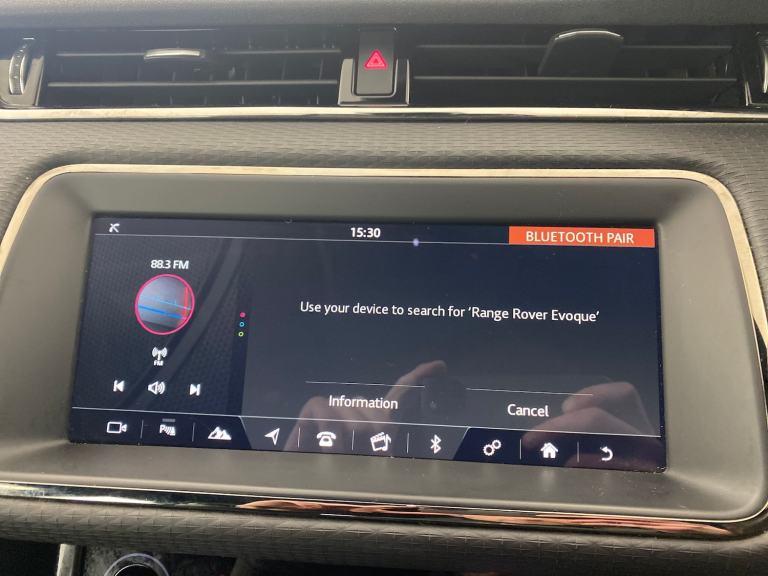 15:30
BLUETOOTH PAIR
88.3 FM
Use your device to search for 'Range Rover Evoque'
FM
Information
Cancel